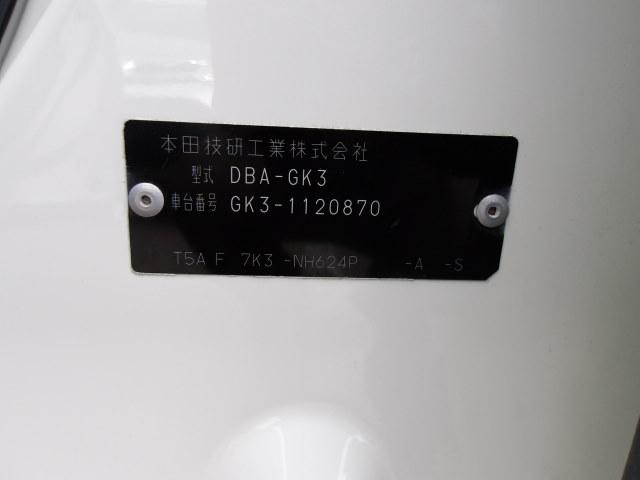 本田技研工業株式会社
型式 DBA-GK3
車台番号 GK3-1120870
T5A F 7K3 -NH624P -A -S